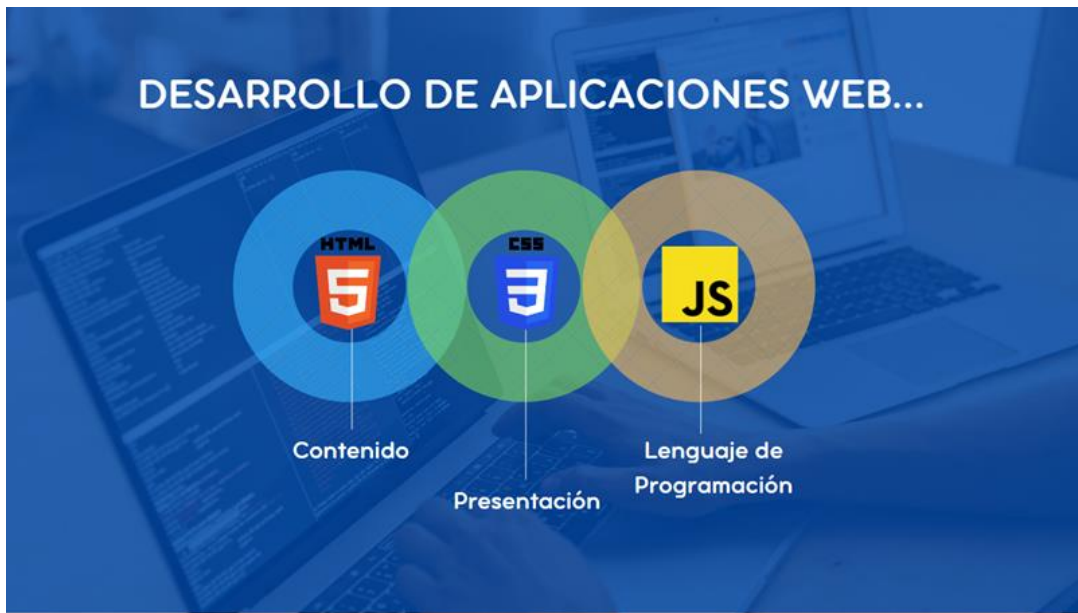 DESARROLLO DE APLICACIONES WEB...
HTML
5
CSS
3
JS
Contenido
Presentación
Lenguaje de
Programación